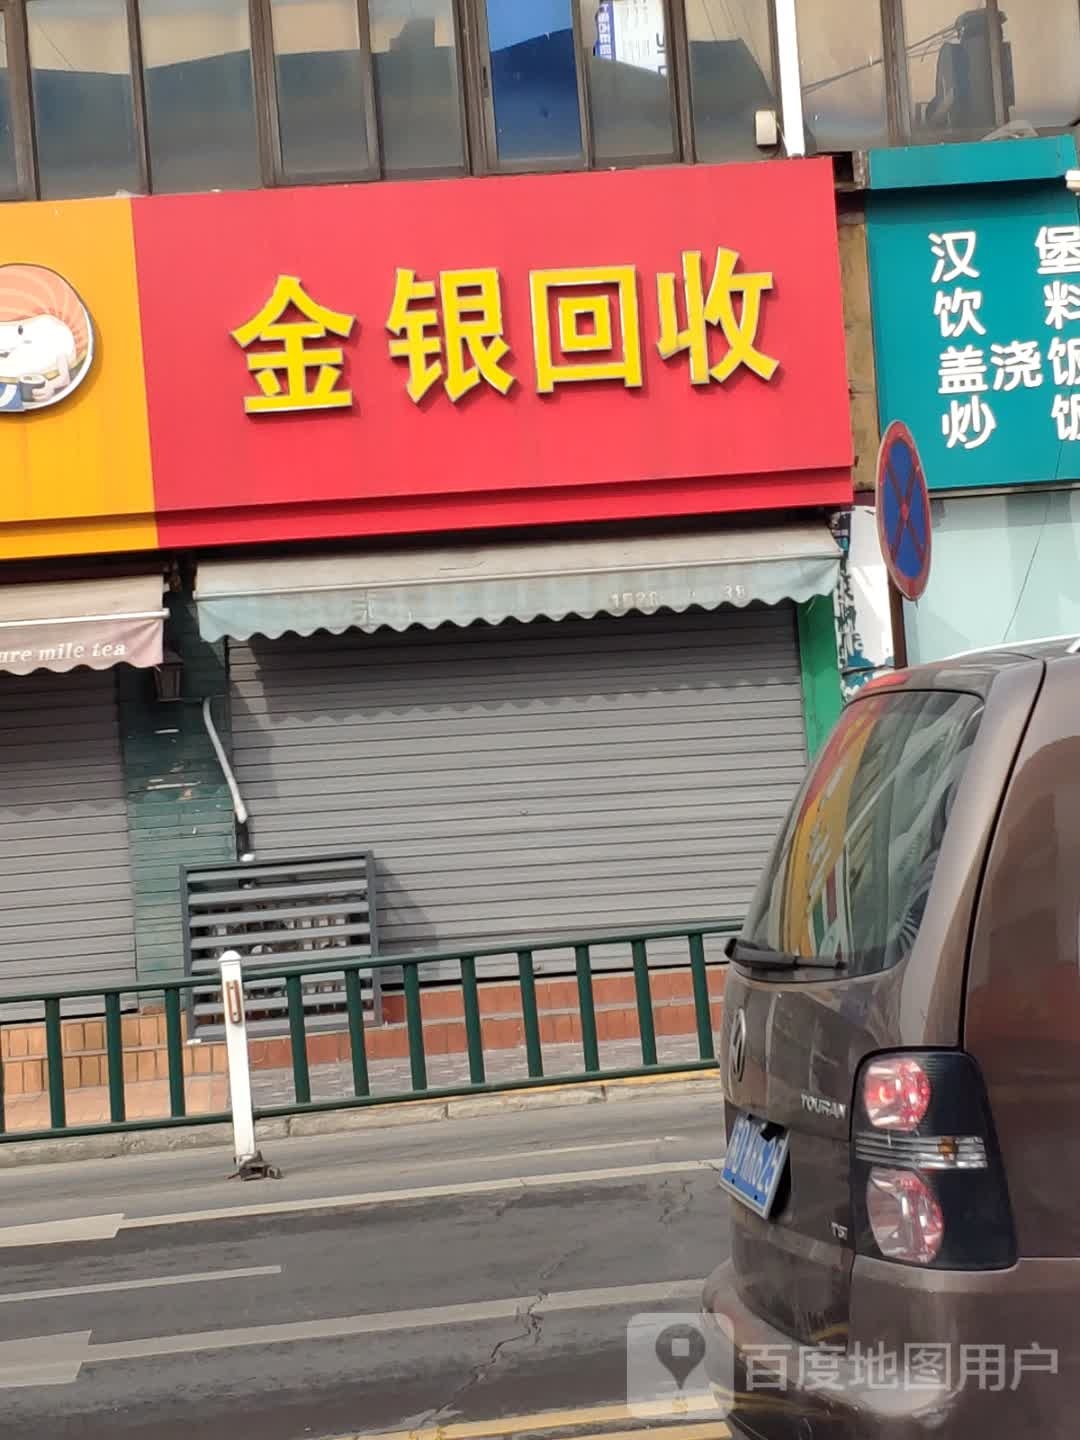 金银回收
汉 堡
饮 料
盖浇饭
炒 饭
ure mile tea
TOURAN
百度地图用户